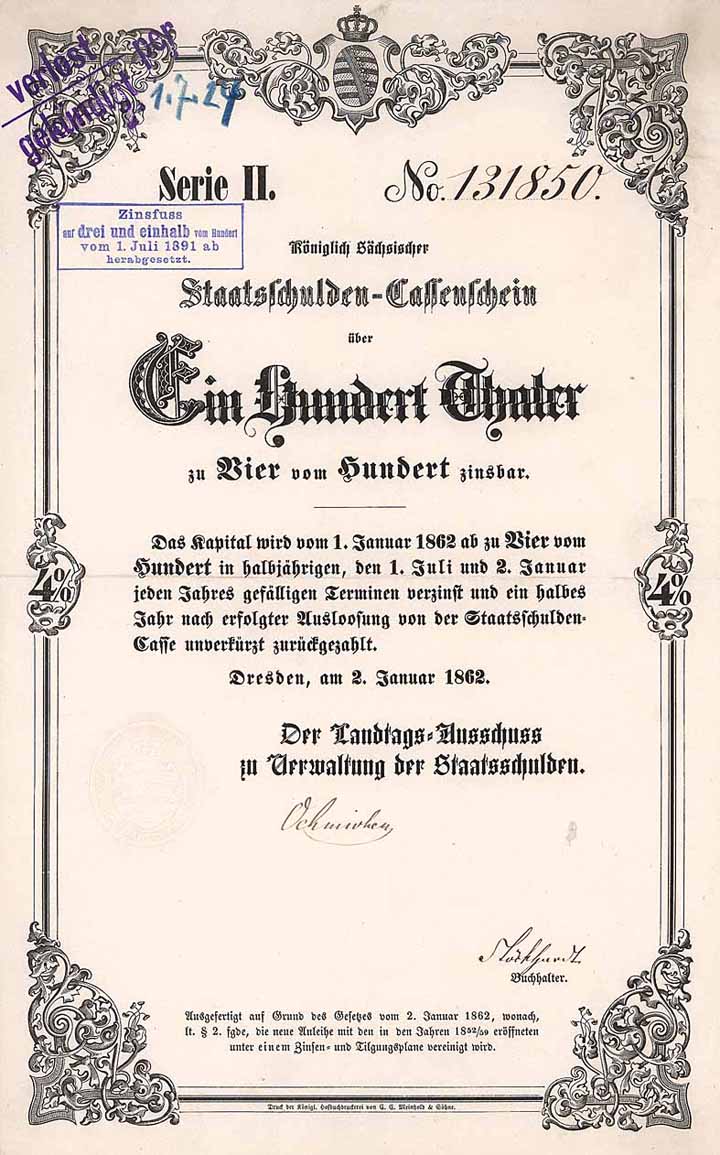 verlost
gekündigt per
1.7.24
Serie II.
No. 131850.
Zinsfuss
auf drei und einhalb vom Hundert
vom 1. Juli 1891 ab
herabgesetzt.
Königlich Sächsischer
Staatsschulden-Cassenschein
über
Ein Hundert Thaler
zu Vier vom Hundert zinsbar.
Das Kapital wird vom 1. Januar 1862 ab zu Vier vom
Hundert in halbjährigen, den 1. Juli und 2. Januar
jeden Jahres gefälligen Terminen verzinst und ein halbes
Jahr nach erfolgter Ausloosung von der Staatsschulden-
Casse unverkürzt zurückgezahlt.
4%
4%
Dresden, am 2. Januar 1862.
Der Landtags-Ausschuss
zu Verwaltung der Staatsschulden.
Oehmichen
Stöckhardt
Buchhalter.
Ausgefertigt auf Grund des Gesetzes vom 2. Januar 1862, wonach,
lt. § 2. fgde, die neue Anleihe mit den in den Jahren 1852/59 eröffneten
unter einem Zinsen- und Tilgungsplane vereinigt wird.
Druck der Königl. Hofbuchdruckerei von C. C. Meinhold & Söhne.